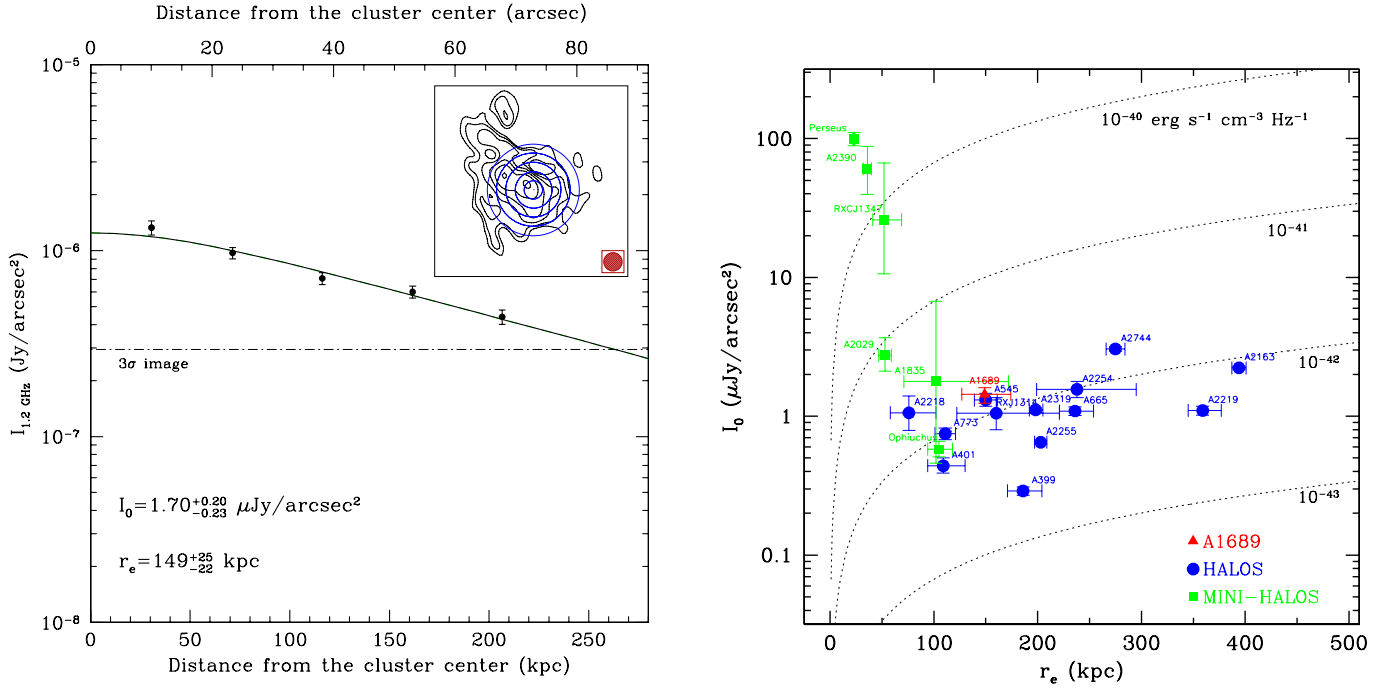 Distance from the cluster center (arcsec)
0 20 40 60 80
10⁻⁵
10⁻⁶
10⁻⁷
10⁻⁸
I₁.₂ GHz (Jy/arcsec²)
3σ image
I₀=1.70+0.20−0.23 μJy/arcsec²
rₑ=149+25−22 kpc
0 50 100 150 200 250
Distance from the cluster center (kpc)
I₀ (μJy/arcsec²)
100
10
1
0.1
10⁻⁴⁰ erg s⁻¹ cm⁻³ Hz⁻¹
10⁻⁴¹
10⁻⁴²
10⁻⁴³
Perseus
A2390
RXCJ1347
A2029
A1835
A2744
A2163
A1689
A545
A2254
A2218
RXJ1314
A2319
A665
A2219
A773
A2255
Ophiuchus
A401
A399
A1689
HALOS
MINI−HALOS
0 100 200 300 400 500
rₑ (kpc)